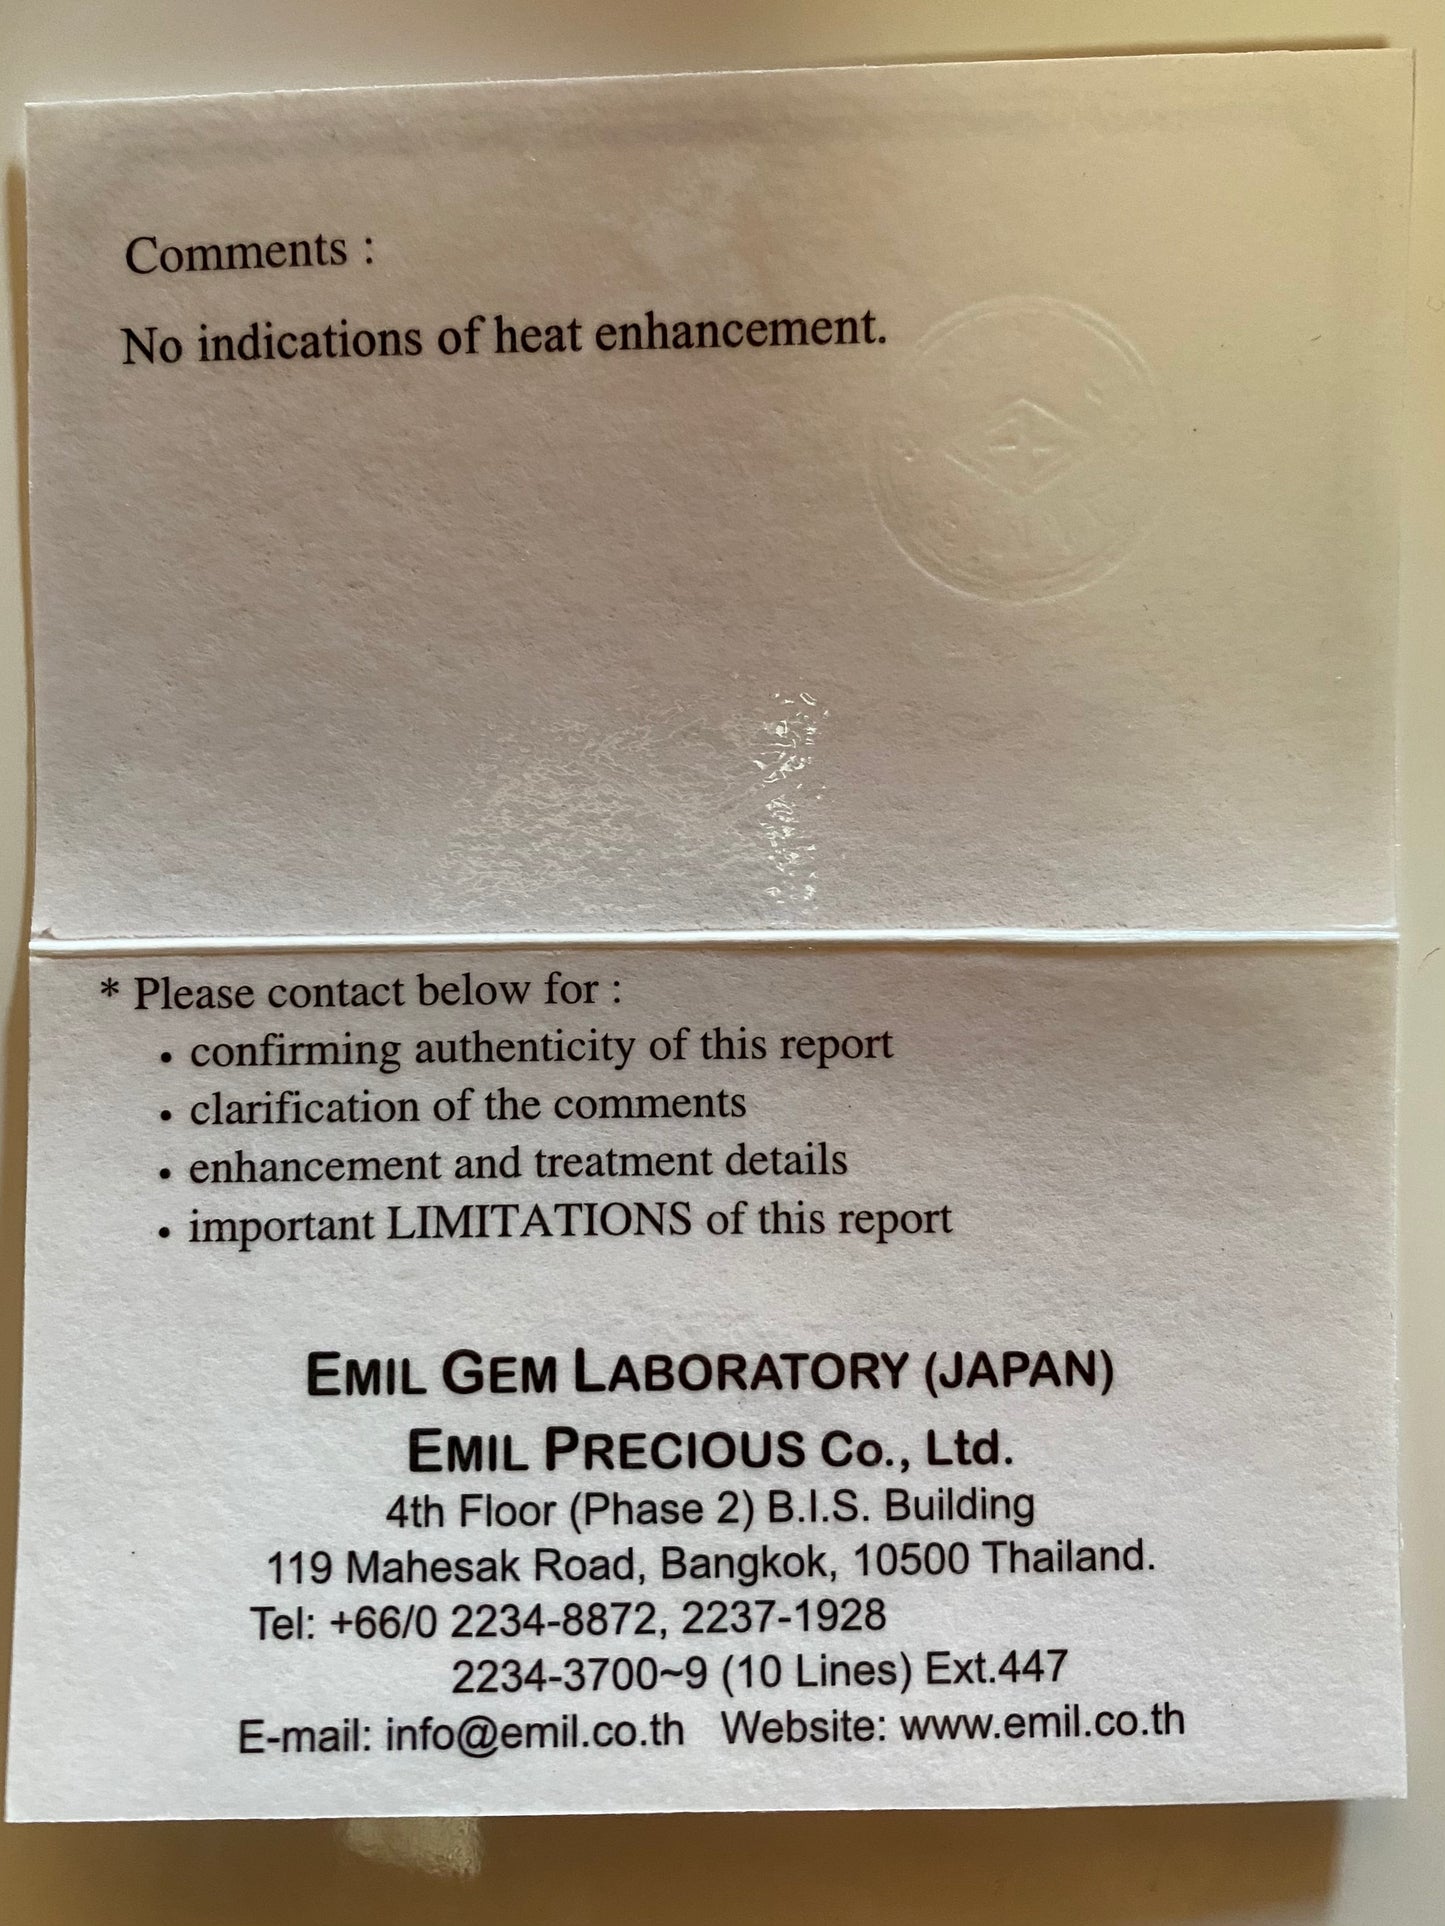 Comments :
No indications of heat enhancement.
* Please contact below for :
• confirming authenticity of this report
• clarification of the comments
• enhancement and treatment details
• important LIMITATIONS of this report
EMIL GEM LABORATORY (JAPAN)
EMIL PRECIOUS Co., Ltd.
4th Floor (Phase 2) B.I.S. Building
119 Mahesak Road, Bangkok, 10500 Thailand.
Tel: +66/0 2234-8872, 2237-1928
2234-3700~9 (10 Lines) Ext.447
E-mail: info@emil.co.th Website: www.emil.co.th